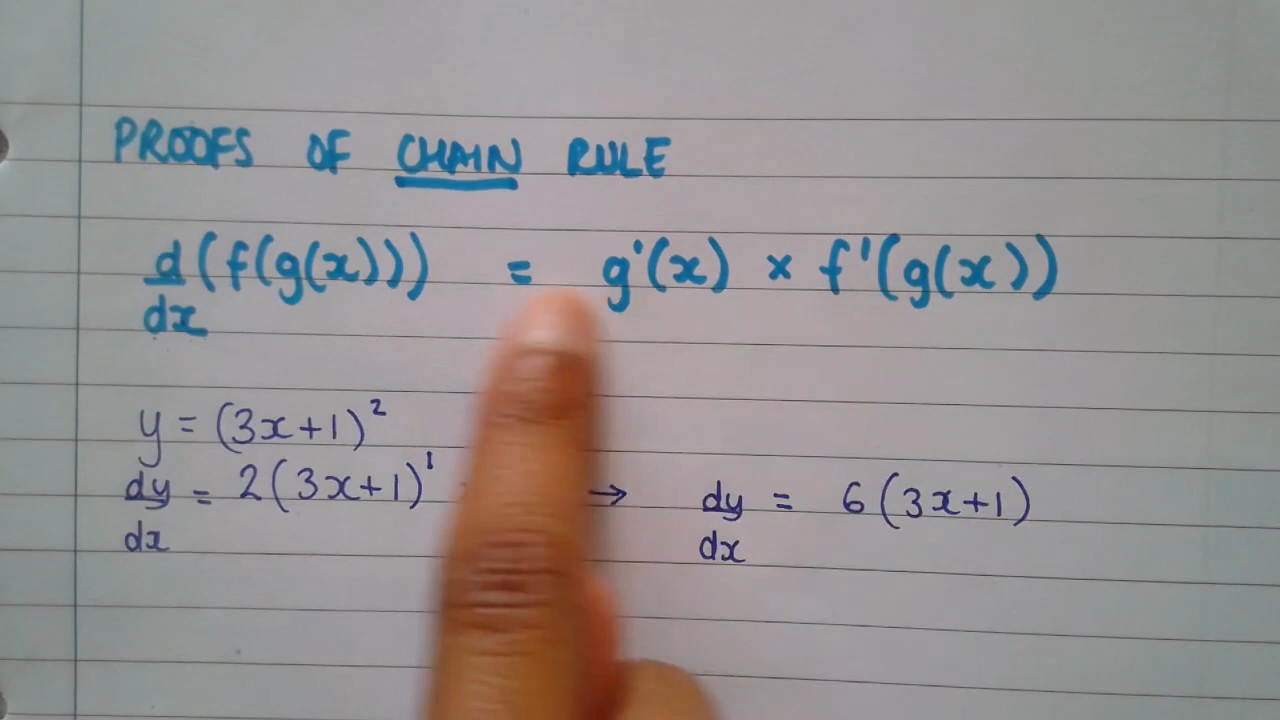 PROOFS OF CHAIN RULE
d/dx (f(g(x))) = g'(x) × f'(g(x))
y = (3x+1)²
dy/dx = 2(3x+1)¹ → dy/dx = 6(3x+1)